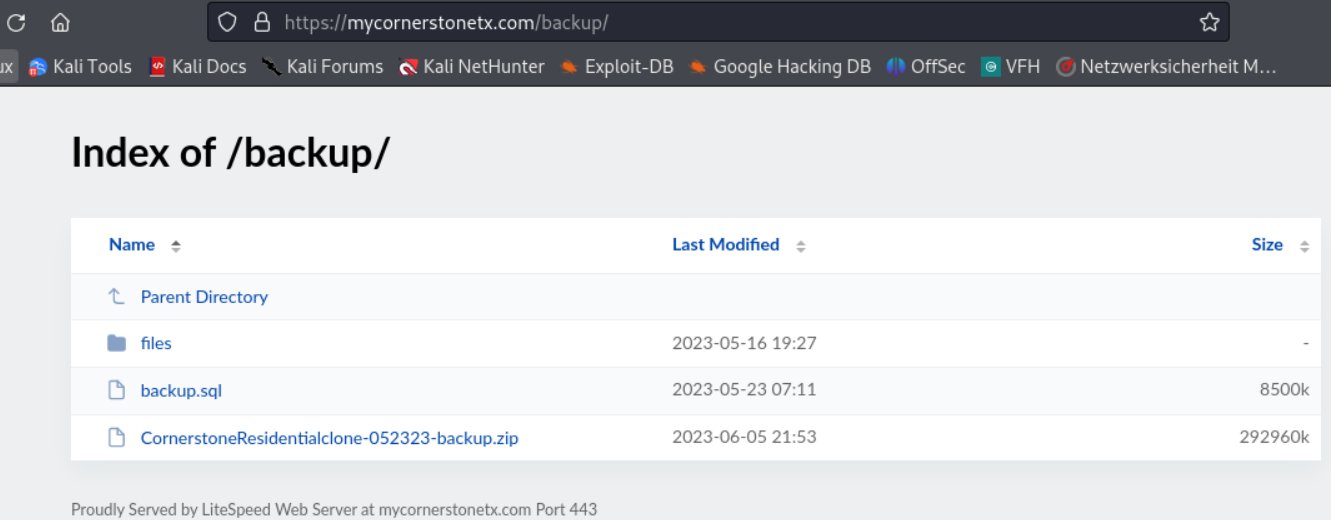 https://mycornerstonetx.com/backup/
ux Kali Tools Kali Docs Kali Forums Kali NetHunter Exploit-DB Google Hacking DB OffSec VFH Netzwerksicherheit M...
Index of /backup/
Name Last Modified Size
Parent Directory
files 2023-05-16 19:27 -
backup.sql 2023-05-23 07:11 8500k
CornerstoneResidentialclone-052323-backup.zip 2023-06-05 21:53 292960k
Proudly Served by LiteSpeed Web Server at mycornerstonetx.com Port 443